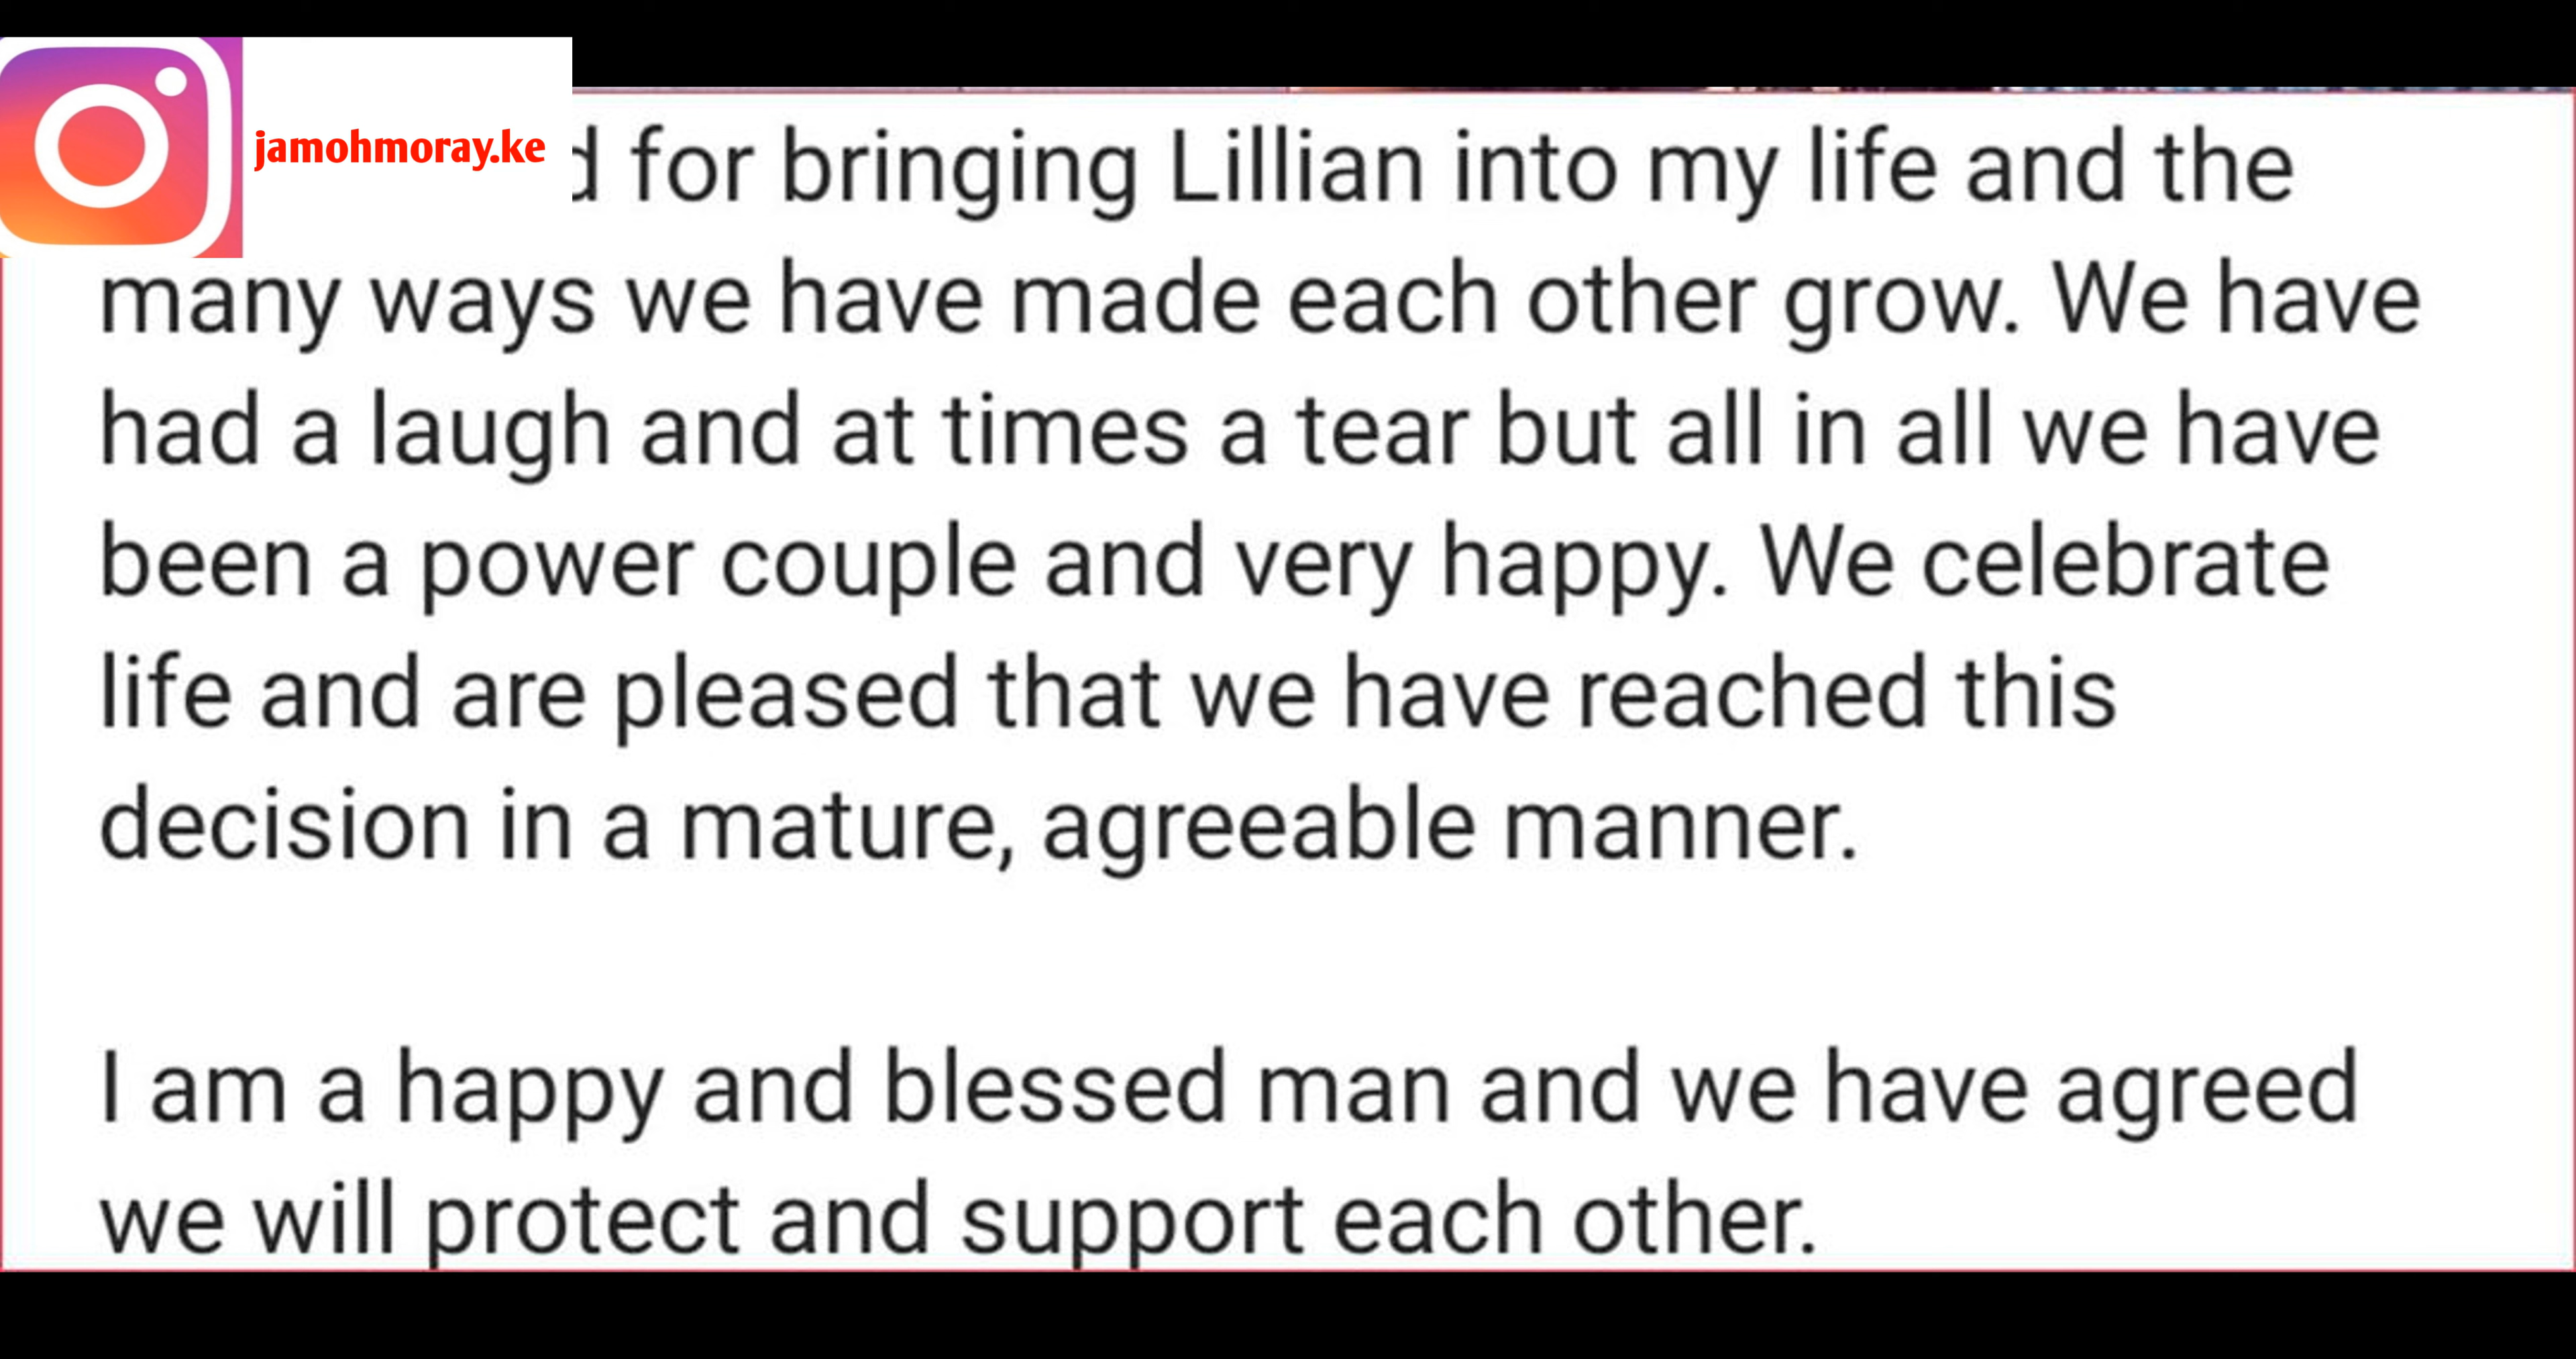 jamohmoray.ke
for bringing Lillian into my life and the
many ways we have made each other grow. We have
had a laugh and at times a tear but all in all we have
been a power couple and very happy. We celebrate
life and are pleased that we have reached this
decision in a mature, agreeable manner.
I am a happy and blessed man and we have agreed
we will protect and support each other.